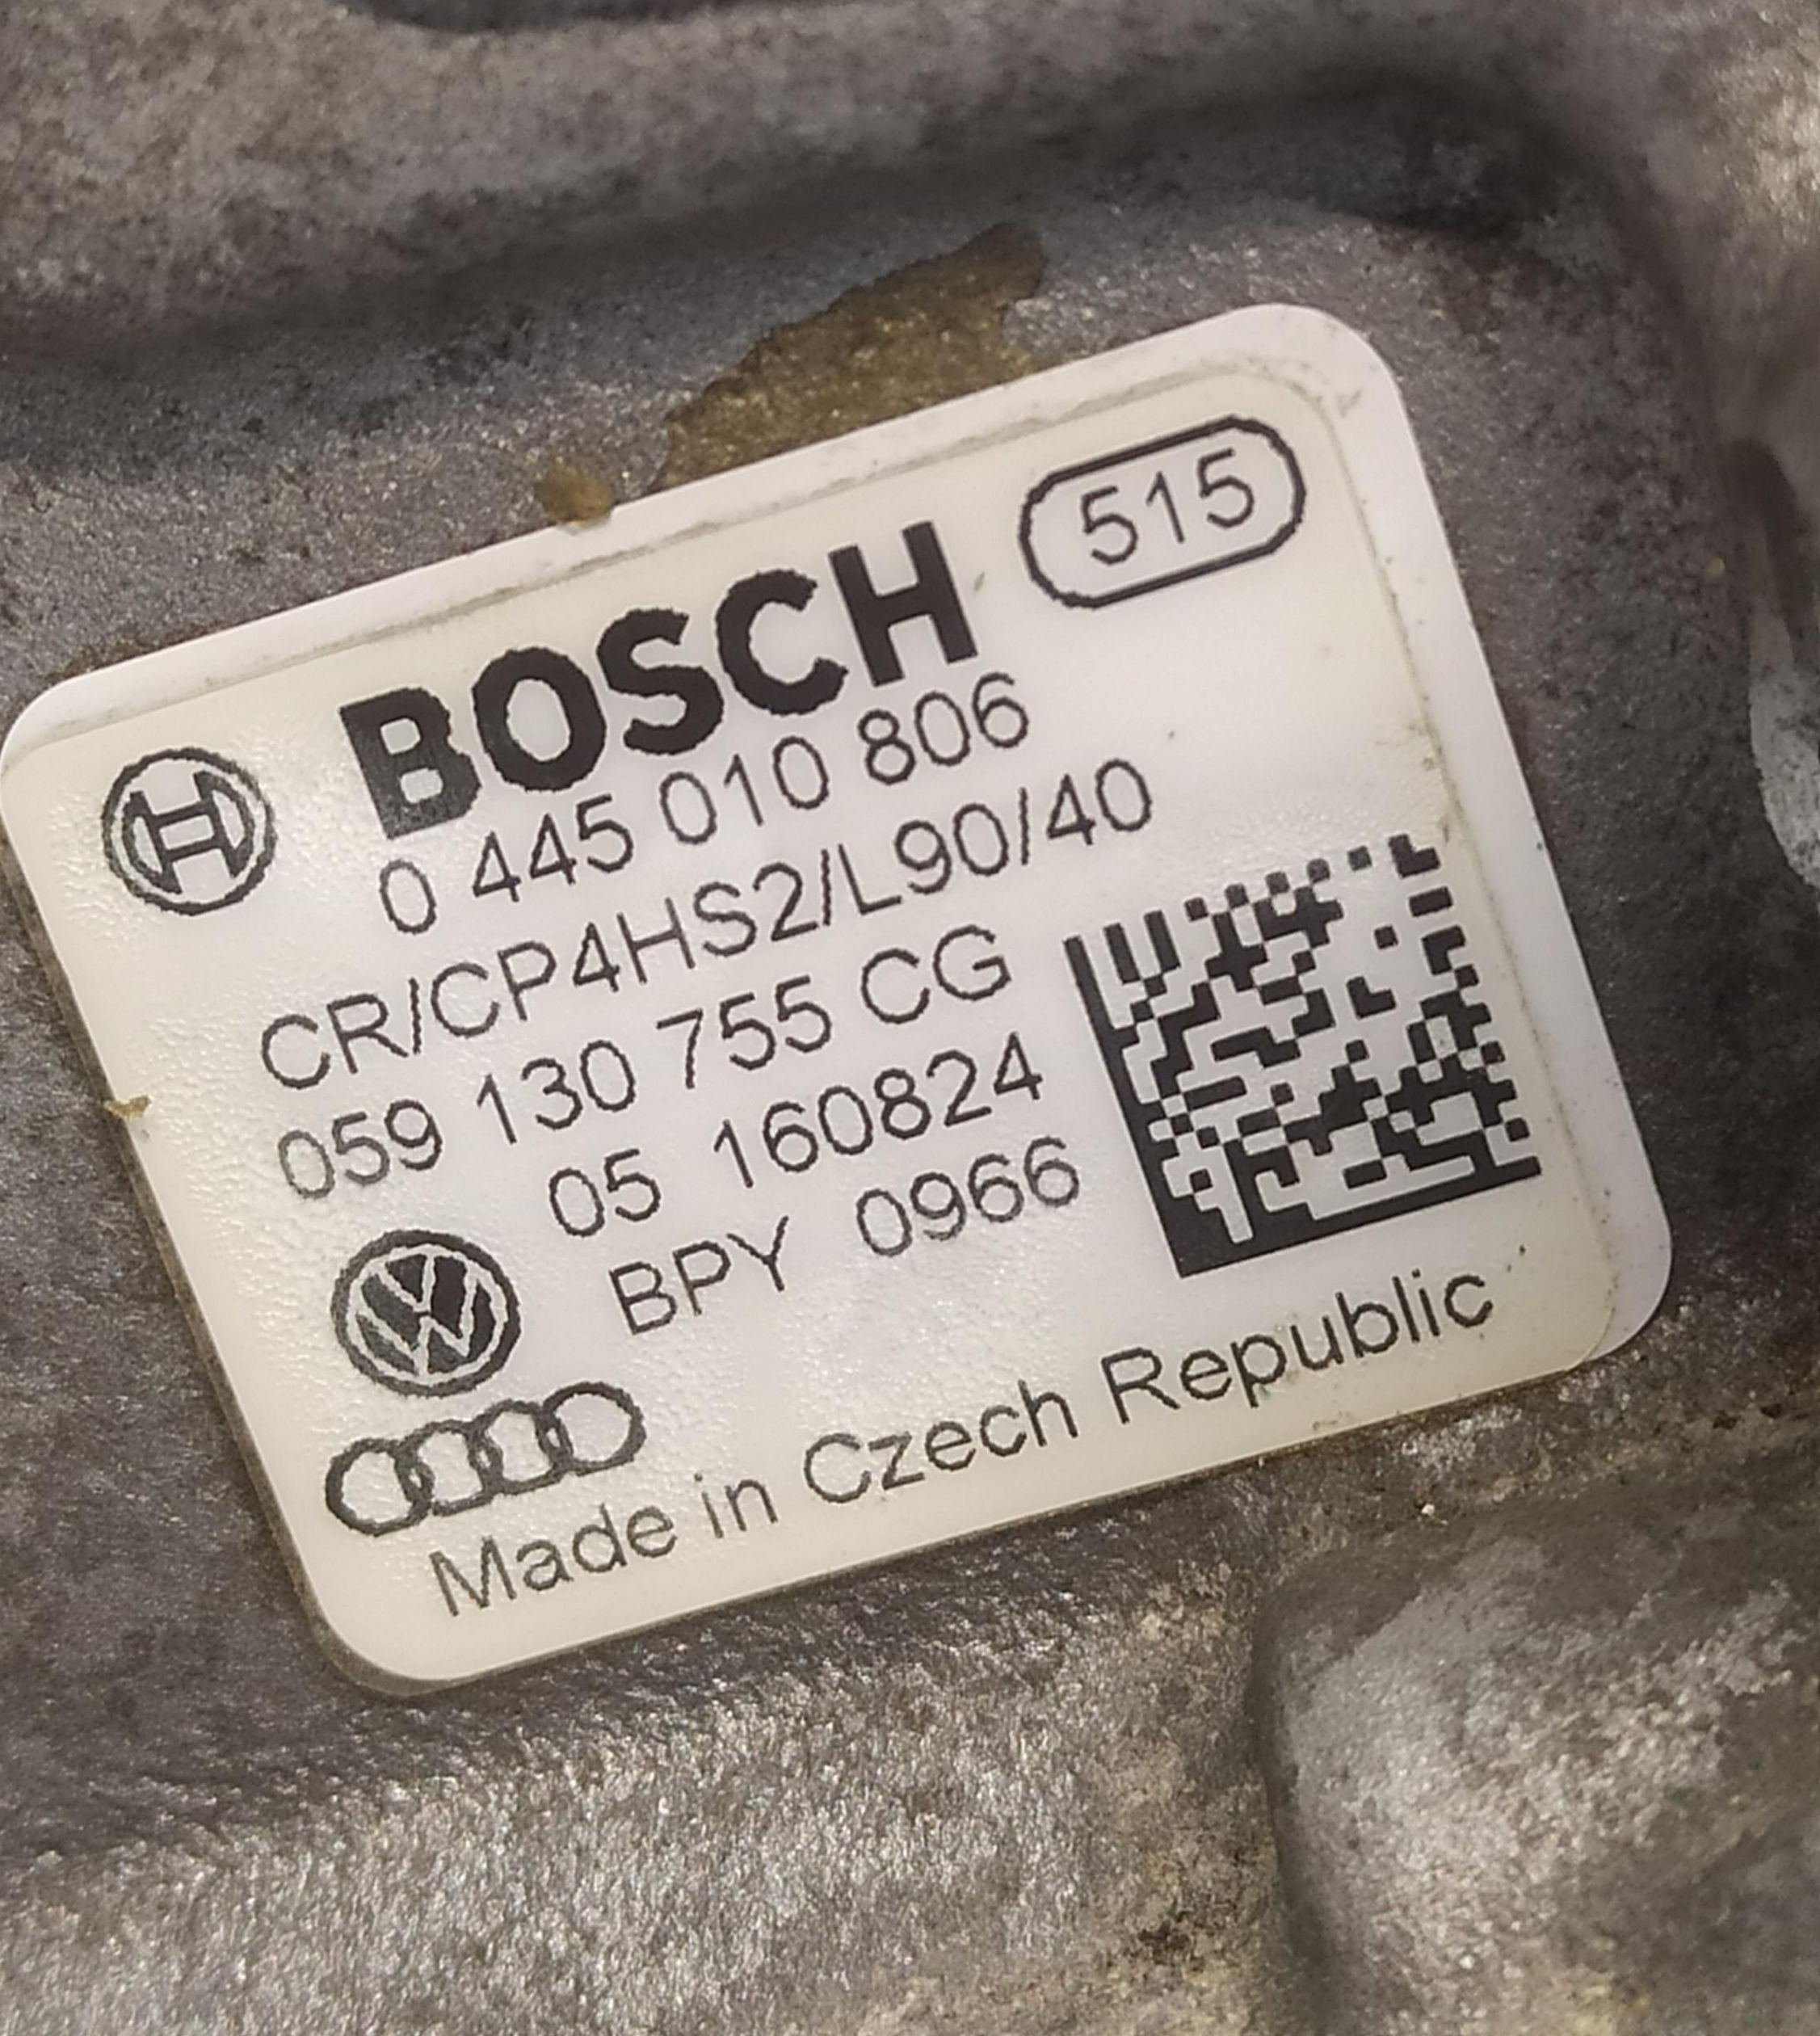 BOSCH 515
0 445 010 806
CR/CP4HS2/L90/40
059 130 755 CG
05 160824
BPY 0966
Made in Czech Republic